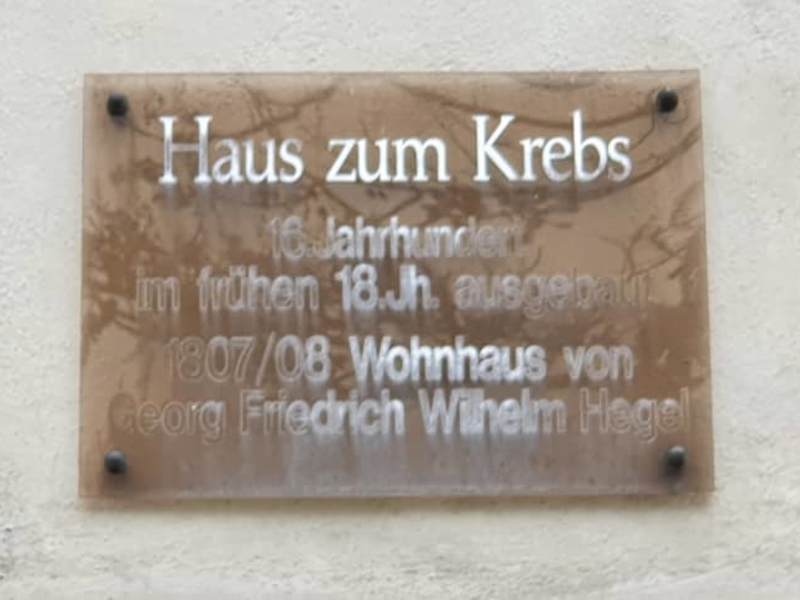 Haus zum Krebs
16.Jahrhundert
im frühen 18.Jh. ausgebaut
1807/08 Wohnhaus von
Georg Friedrich Wilhelm Hegel